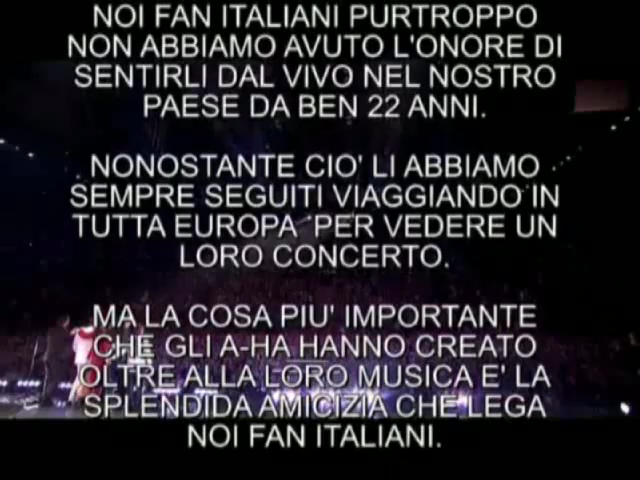 NOI FAN ITALIANI PURTROPPO
NON ABBIAMO AVUTO L'ONORE DI
SENTIRLI DAL VIVO NEL NOSTRO
PAESE DA BEN 22 ANNI.
NONOSTANTE CIO' LI ABBIAMO
SEMPRE SEGUITI VIAGGIANDO IN
TUTTA EUROPA PER VEDERE UN
LORO CONCERTO.
MA LA COSA PIU' IMPORTANTE
CHE GLI A-HA HANNO CREATO
OLTRE ALLA LORO MUSICA E' LA
SPLENDIDA AMICIZIA CHE LEGA
NOI FAN ITALIANI.